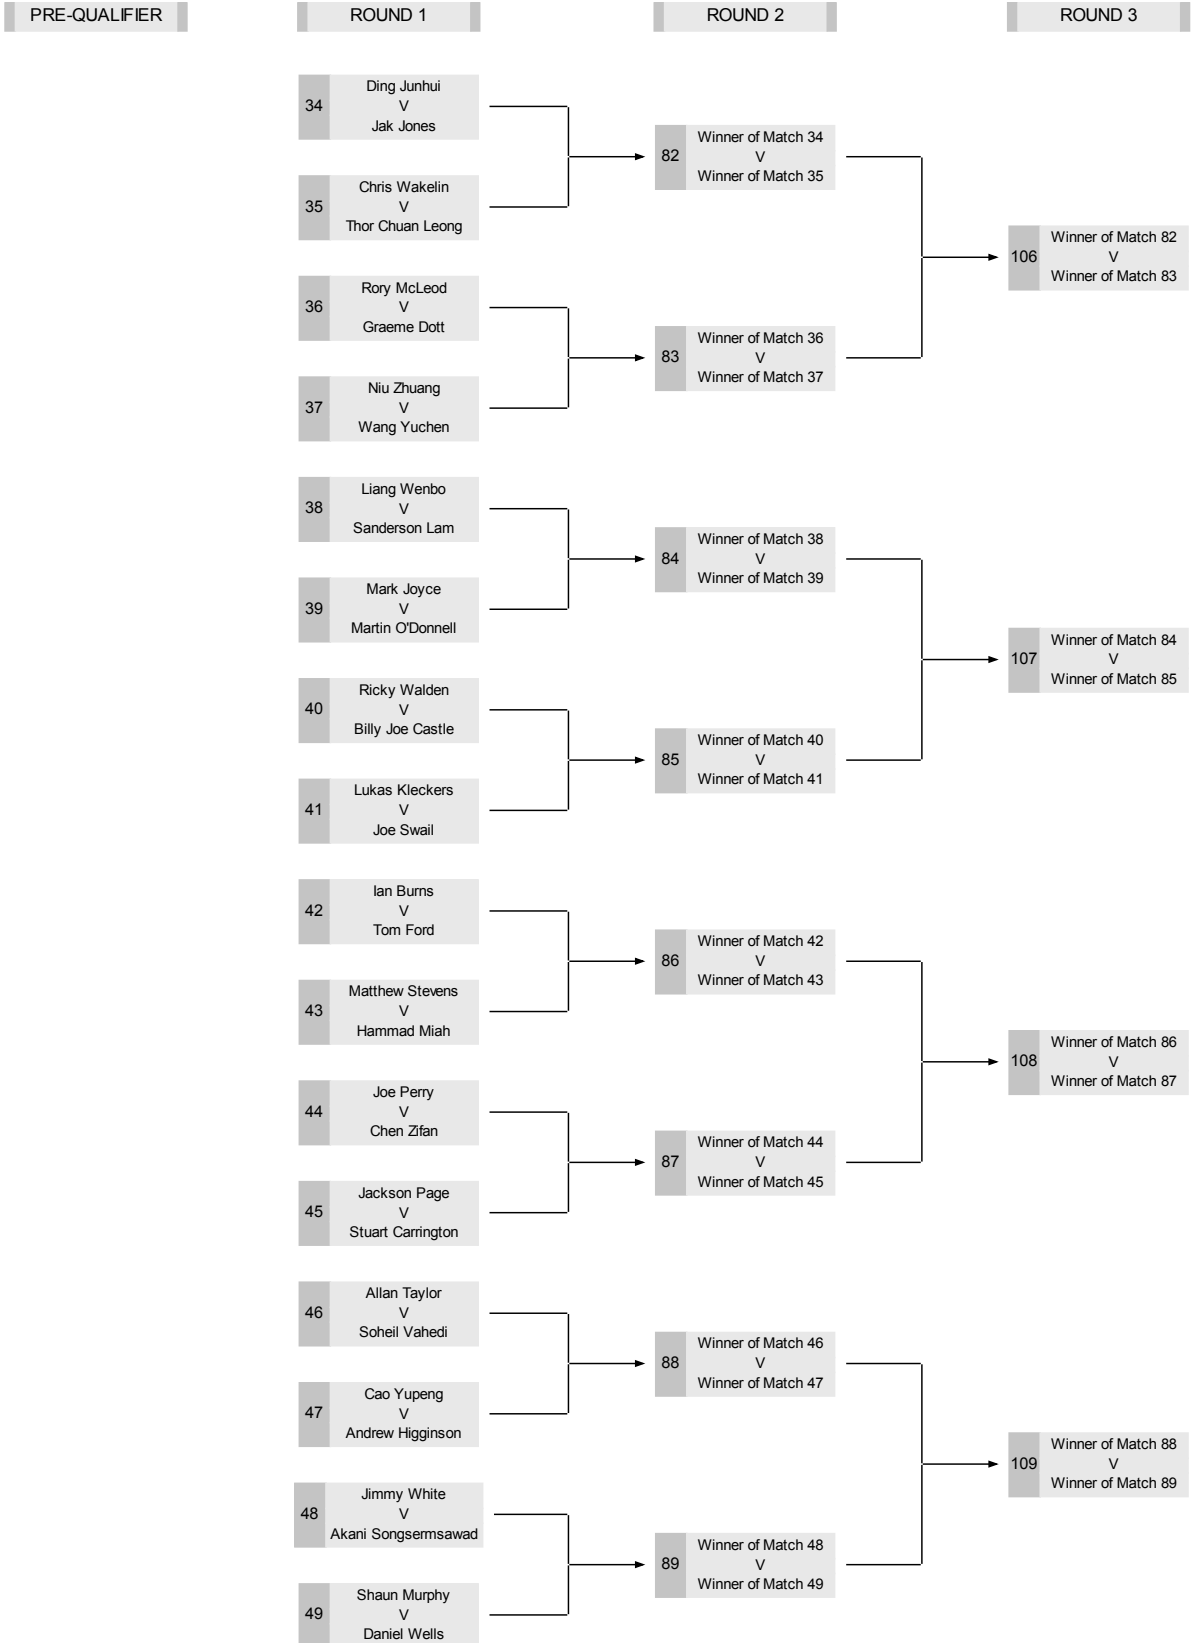 PRE-QUALIFIER
ROUND 1
ROUND 2
ROUND 3
34
Ding Junhui
V
Jak Jones
35
Chris Wakelin
V
Thor Chuan Leong
36
Rory McLeod
V
Graeme Dott
37
Niu Zhuang
V
Wang Yuchen
38
Liang Wenbo
V
Sanderson Lam
39
Mark Joyce
V
Martin O'Donnell
40
Ricky Walden
V
Billy Joe Castle
41
Lukas Kleckers
V
Joe Swail
42
Ian Burns
V
Tom Ford
43
Matthew Stevens
V
Hammad Miah
44
Joe Perry
V
Chen Zifan
45
Jackson Page
V
Stuart Carrington
46
Allan Taylor
V
Soheil Vahedi
47
Cao Yupeng
V
Andrew Higginson
48
Jimmy White
V
Akani Songsermsawad
49
Shaun Murphy
V
Daniel Wells
82
Winner of Match 34
V
Winner of Match 35
83
Winner of Match 36
V
Winner of Match 37
84
Winner of Match 38
V
Winner of Match 39
85
Winner of Match 40
V
Winner of Match 41
86
Winner of Match 42
V
Winner of Match 43
87
Winner of Match 44
V
Winner of Match 45
88
Winner of Match 46
V
Winner of Match 47
89
Winner of Match 48
V
Winner of Match 49
106
Winner of Match 82
V
Winner of Match 83
107
Winner of Match 84
V
Winner of Match 85
108
Winner of Match 86
V
Winner of Match 87
109
Winner of Match 88
V
Winner of Match 89